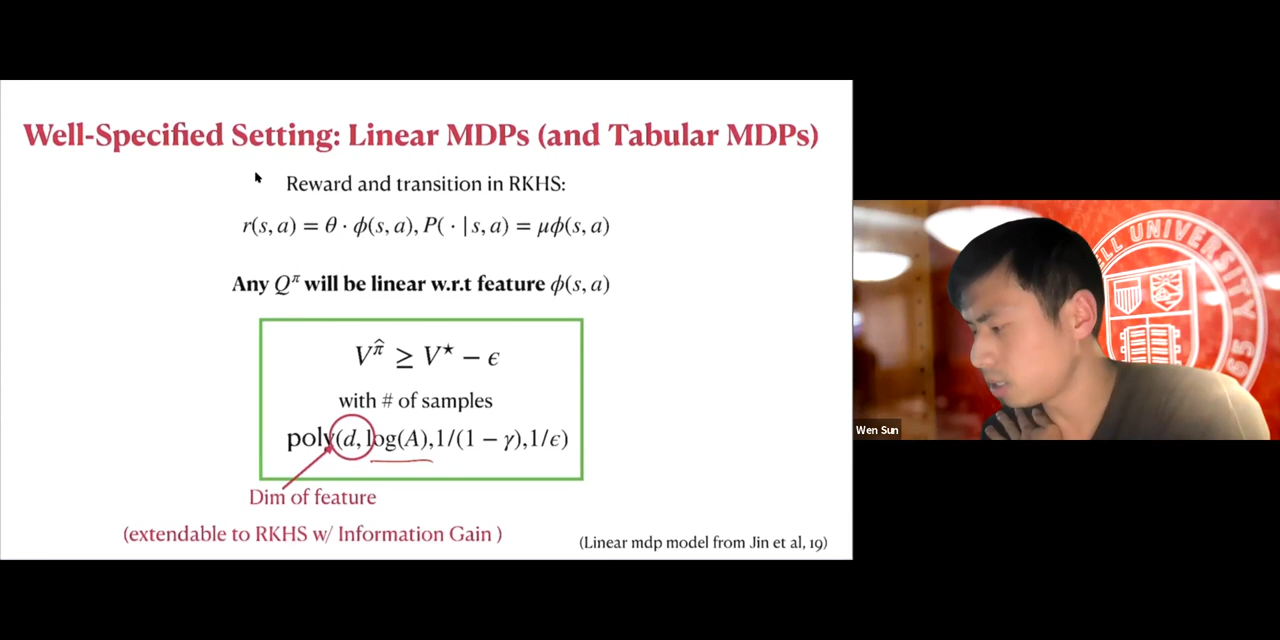 Well-Specified Setting: Linear MDPs (and Tabular MDPs)
Reward and transition in RKHS:
r(s, a) = θ · ϕ(s, a), P( · | s, a) = μϕ(s, a)
Any Q^π will be linear w.r.t feature ϕ(s, a)
V^π̂ ≥ V^⋆ − ϵ
with # of samples
poly(d, log(A),1/(1 − γ),1/ϵ)
Dim of feature
(extendable to RKHS w/ Information Gain )
(Linear mdp model from Jin et al, 19)
ELL UNIVERSITY
Wen Sun